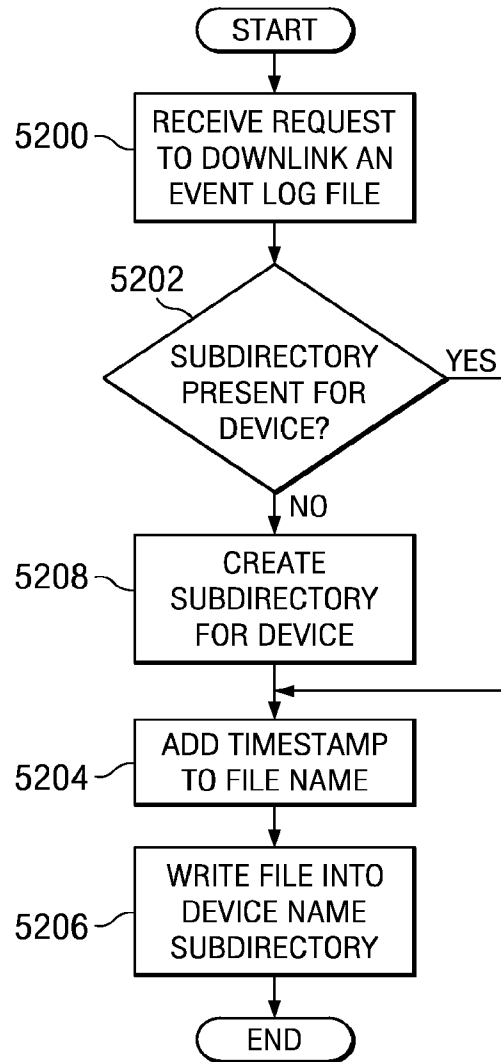 START
5200
RECEIVE REQUEST
TO DOWNLINK AN
EVENT LOG FILE
5202
SUBDIRECTORY
PRESENT FOR
DEVICE?
YES
NO
5208
CREATE
SUBDIRECTORY
FOR DEVICE
5204
ADD TIMESTAMP
TO FILE NAME
5206
WRITE FILE INTO
DEVICE NAME
SUBDIRECTORY
END